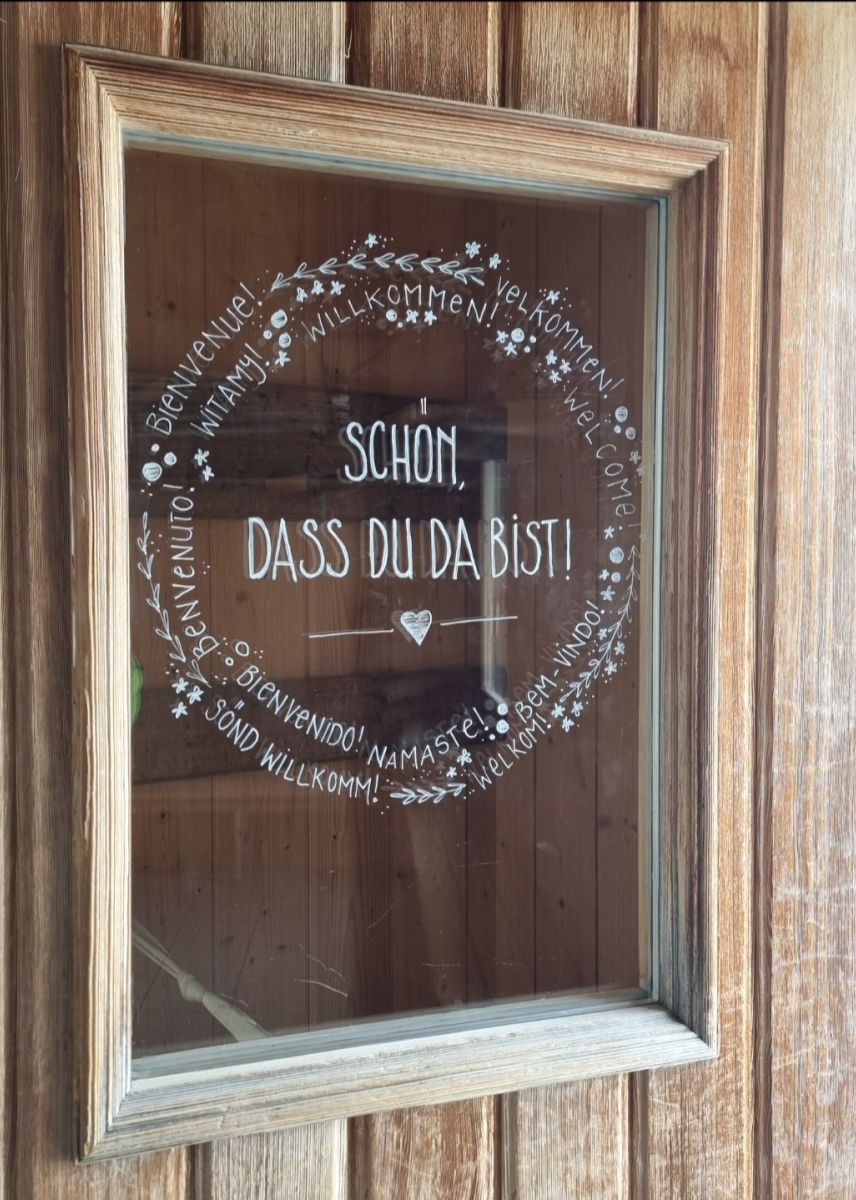 BIENVENUE!
WITAMY!
WILLKOMMEN!
VELKOMMEN!
WELCOME!
SCHÖN,
DASS DU DA BIST!
BENVENUTO!
BIENVENIDO!
SÖND WILLKOMM!
NAMASTE!
WELKOM!
BEM-VINDO!